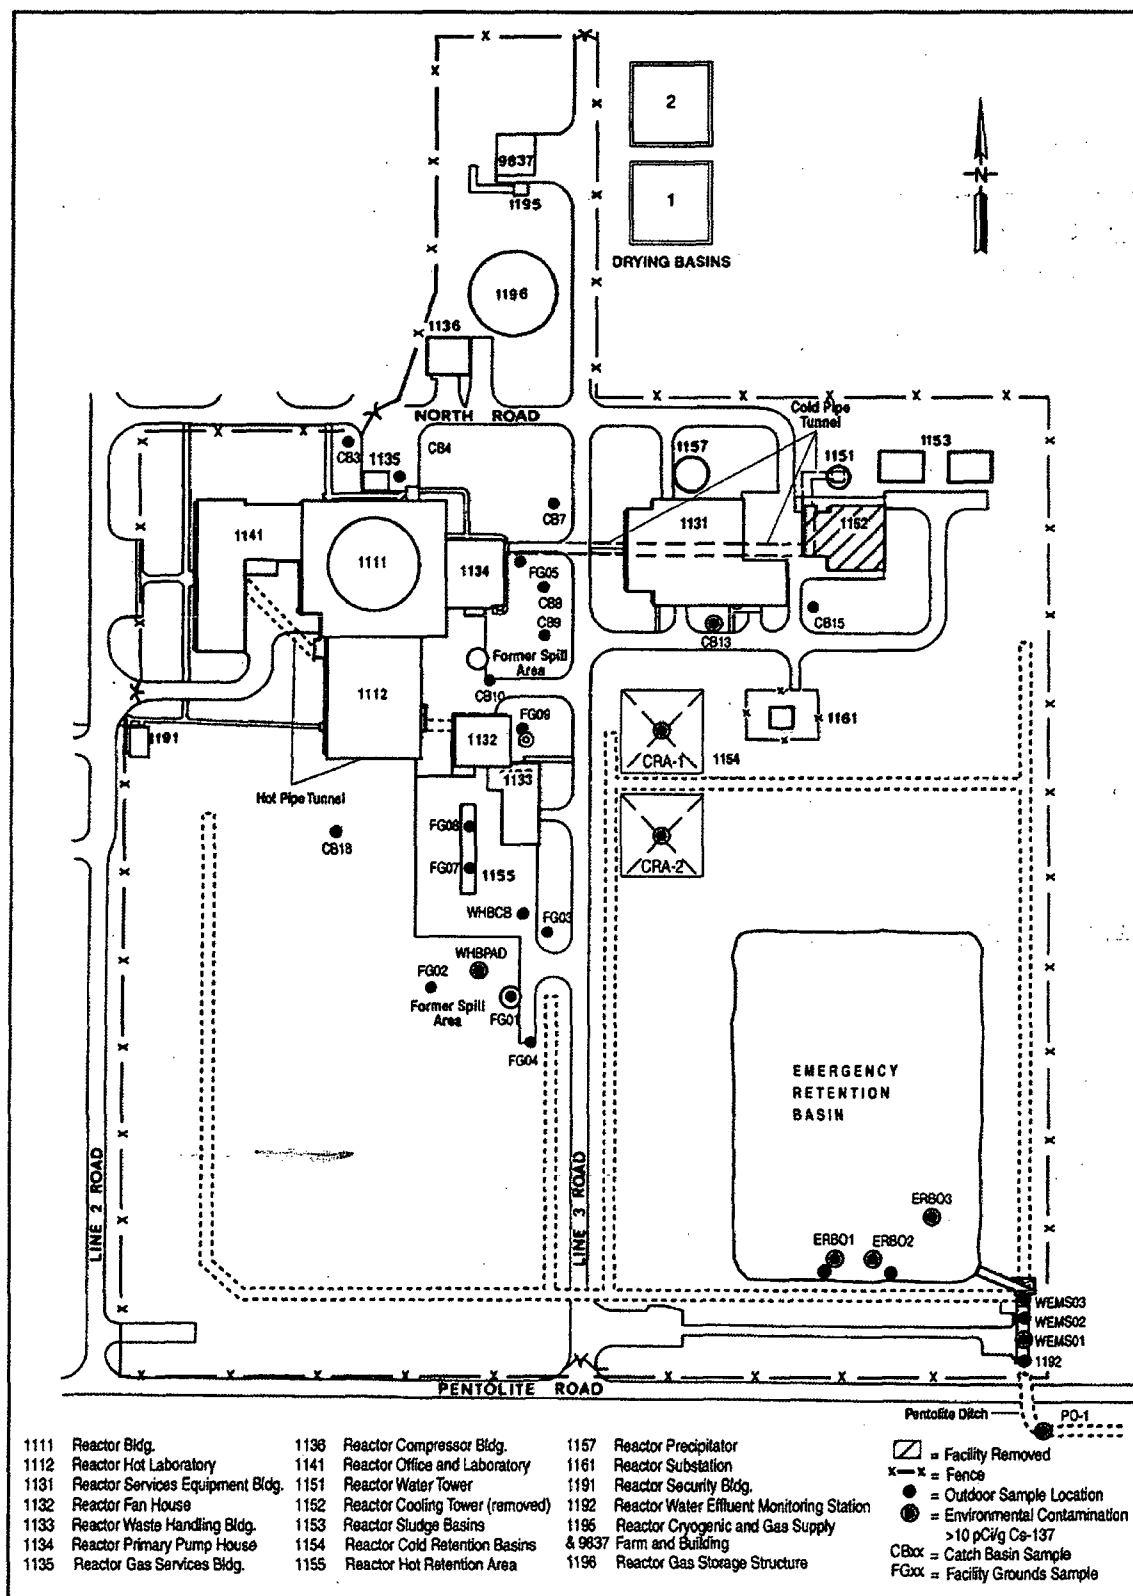 2
9837
1
1195
N
DRYING BASINS
1196
1136
NORTH ROAD
Cold Pipe
Tunnel
CB3
1135
CB4
1157
1151
1153
CB7
1141
1131
1152
1111
1134
FG05
CB8
CB15
CB9
CB13
Former Spill
Area
1112
CB10
FG09
1161
1191
1132
CRA-1
1154
1133
Hot Pipe Tunnel
FG08
CB18
CRA-2
FG07
1155
WHBCB
FG03
WHBPAD
FG02
Former Spill
Area
FG01
FG04
EMERGENCY
RETENTION
BASIN
LINE 2 ROAD
LINE 3 ROAD
ERBO3
ERBO1
ERBO2
WEMS03
WEMS02
WEMS01
1192
PENTOLITE ROAD
Pentolite Ditch
PO-1
1111 Reactor Bldg.
1112 Reactor Hot Laboratory
1131 Reactor Services Equipment Bldg.
1132 Reactor Fan House
1133 Reactor Waste Handling Bldg.
1134 Reactor Primary Pump House
1135 Reactor Gas Services Bldg.
1136 Reactor Compressor Bldg.
1141 Reactor Office and Laboratory
1151 Reactor Water Tower
1152 Reactor Cooling Tower (removed)
1153 Reactor Sludge Basins
1154 Reactor Cold Retention Basins
1155 Reactor Hot Retention Area
1157 Reactor Precipitator
1161 Reactor Substation
1191 Reactor Security Bldg.
1192 Reactor Water Effluent Monitoring Station
1195 Reactor Cryogenic and Gas Supply
& 9837 Farm and Building
1196 Reactor Gas Storage Structure
= Facility Removed
x—x = Fence
= Outdoor Sample Location
= Environmental Contamination
>10 pCi/g Cs-137
CBxx = Catch Basin Sample
FGxx = Facility Grounds Sample